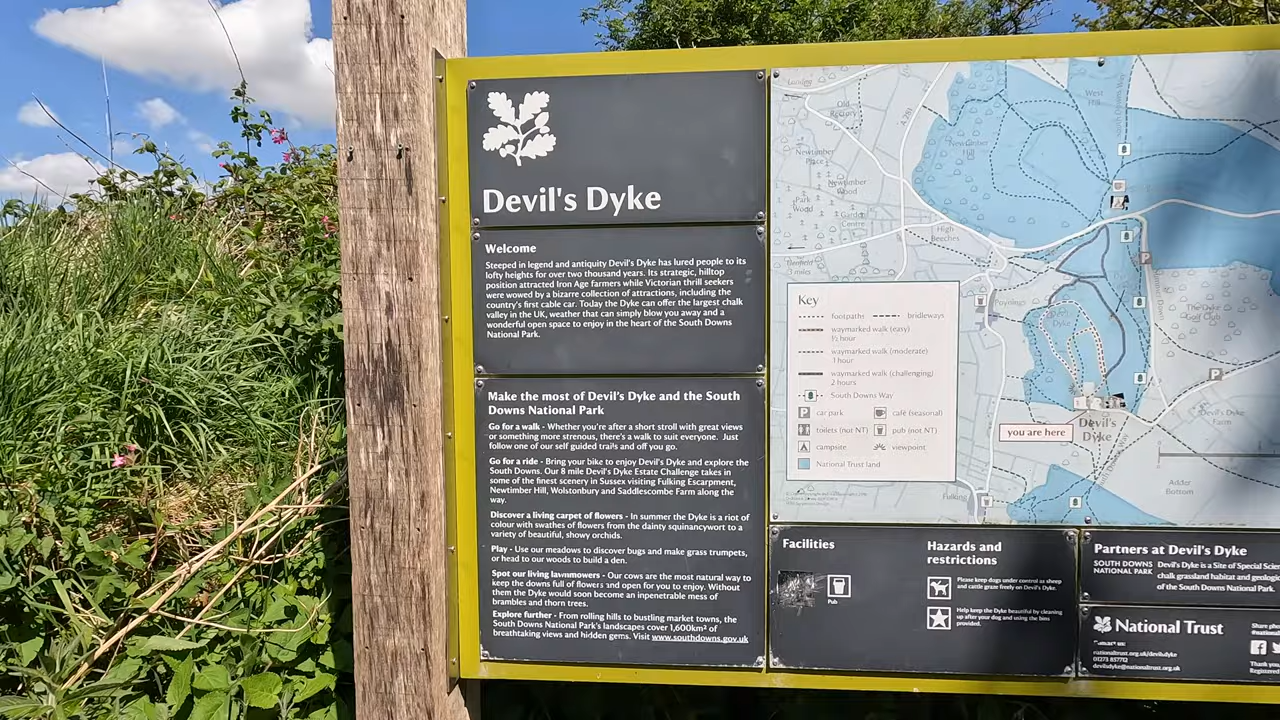 Devil's Dyke
Welcome
Steeped in legend and antiquity Devil's Dyke has lured people to its
lofty heights for over two thousand years. Its strategic, hilltop
position attracted Iron Age farmers while Victorian thrill seekers
were wowed by a bizarre collection of attractions, including the
country's first cable car. Today the Dyke can offer the largest chalk
valley in the UK, weather that can simply blow you away and a
wonderful open space to enjoy in the heart of the South Downs
National Park.
Make the most of Devil's Dyke and the South
Downs National Park
Go for a walk - Whether you're after a short stroll with great views
or something more strenous, there's a walk to suit everyone. Just
follow one of our self guided trails and off you go.
Go for a ride - Bring your bike to enjoy Devil's Dyke and explore the
South Downs. Our 8 mile Devil's Dyke Estate Challenge takes in
some of the finest scenery in Sussex visiting Fulking Escarpment,
Newtimber Hill, Wolstonbury and Saddlescombe Farm along the
way.
Discover a living carpet of flowers - In summer the Dyke is a riot of
colour with swathes of flowers from the dainty squinancywort to a
variety of beautiful, showy orchids.
Play - Use our meadows to discover bugs and make grass trumpets,
or head to our woods to build a den.
Spot our living lawnmowers - Our cows are the most natural way to
keep the downs full of flowers and open for you to enjoy. Without
them the Dyke would soon become an inpenetrable mess of
brambles and thorn trees.
Explore further - From rolling hills to bustling market towns, the
South Downs National Park's landscapes cover 1,600km² of
breathtaking views and hidden gems. Visit www.southdowns.gov.uk
Old
Rectory
West
Hill
Newtimber
Place
Newtimber
Hill
Newtimber
Wood
Park
Wood
Garden
Centre
High
Beeches
3 miles
Poynings
Devil's
Dyke
The Dyke
Golf Club
Key
footpaths
bridleways
waymarked walk (easy)
½ hour
waymarked walk (moderate)
1 hour
waymarked walk (challenging)
2 hours
South Downs Way
P car park
café (seasonal)
toilets (not NT)
pub (not NT)
campsite
viewpoint
National Trust land
you are here
Devil's
Dyke
Devil's Dyke
Farm
Adder
Bottom
Fulking
P
P
Facilities
Pub
Hazards and
restrictions
Please keep dogs under control as sheep
and cattle graze freely on Devil's Dyke.
Help keep the Dyke beautiful by cleaning
up after your dog and using the bins
provided.
Partners at Devil's Dyke
SOUTH DOWNS
NATIONAL PARK
Devil's Dyke is a Site of Special Scien
chalk grassland habitat and geologic
of the South Downs National Park.
National Trust
nationaltrust.org.uk/devilsdyke
01273 857712
devilsdyke@nationaltrust.org.uk
Share pho
Thank you
Registered